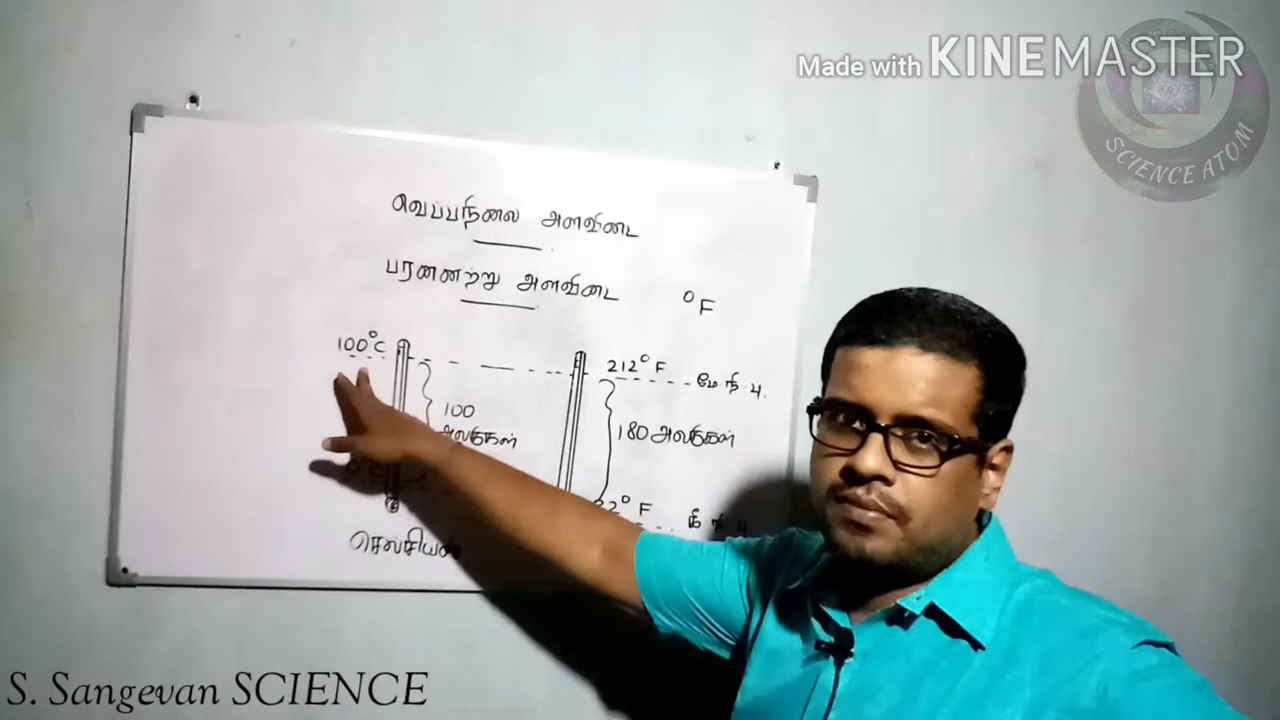 Made with KINEMASTER
SCIENCE ATOM
வெப்பநிலை அளவிடை
பரனனற்று அளவிடை °F
100°C 212°F மே.நி.பு.
100 180 அலகுகள்
அலகுகள்
°F நி
செல்சியஸ்
S. Sangevan SCIENCE